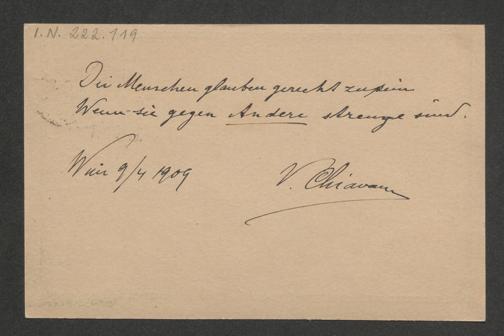 I.N. 222.119
Die Menschen glauben gerecht zu sein
Wenn sie gegen Andere strenge sind.
Wien 9/4 1909
V. Chiavacci